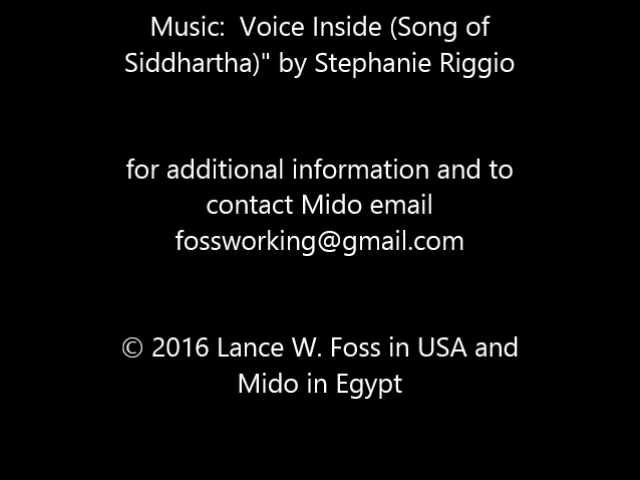 Music:  Voice Inside (Song of
Siddhartha)" by Stephanie Riggio
for additional information and to
contact Mido email
fossworking@gmail.com
© 2016 Lance W. Foss in USA and
Mido in Egypt